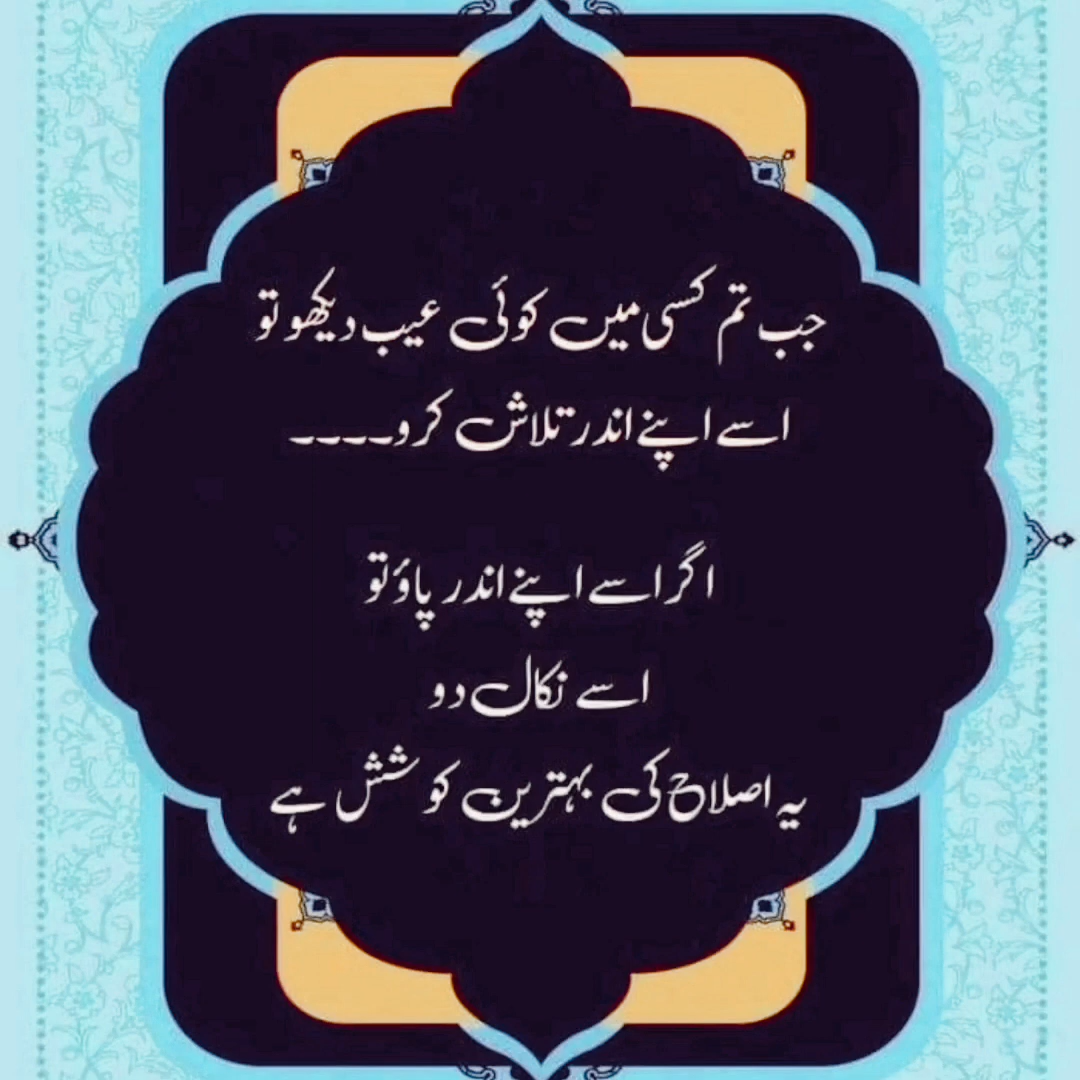 جب تم کسی میں کوئی عیب دیکھو تو
اسے اپنے اندر تلاش کرو۔۔۔۔
اگر اسے اپنے اندر پاؤ تو
اسے نکال دو
یہ اصلاح کی بہترین کوشش ہے